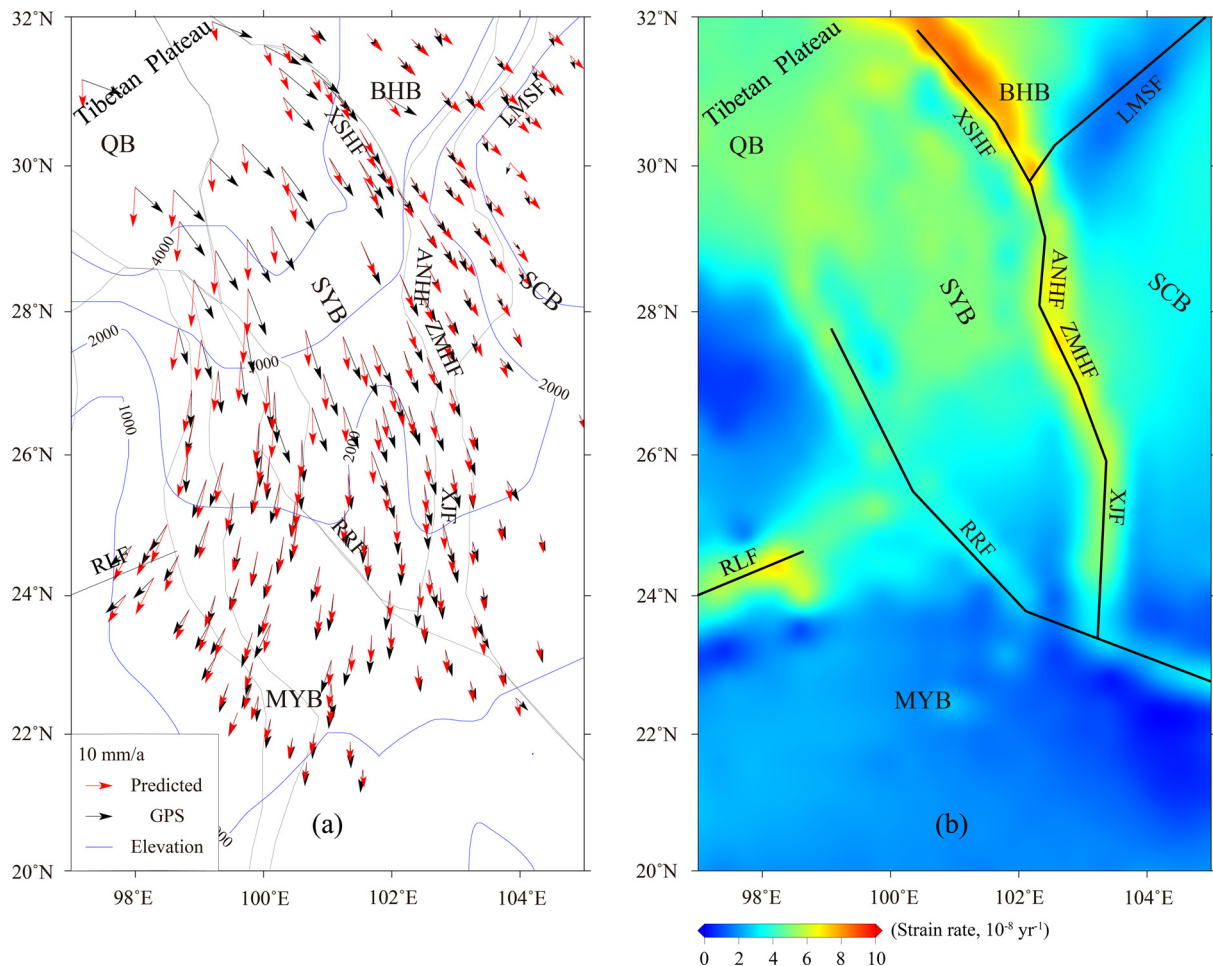 32°N
30°N
28°N
26°N
24°N
22°N
20°N
98°E
100°E
102°E
104°E
Tibetan Plateau
QB
BHB
XSHF
LMSF
4000
SYB
ANHF
SCB
ZMHF
2000
1000
2000
2000
XJF
RRF
RLF
MYB
10 mm/a
Predicted
GPS
Elevation
(a)
32°N
30°N
28°N
26°N
24°N
22°N
20°N
98°E
100°E
102°E
104°E
Tibetan Plateau
QB
BHB
XSHF
LMSF
SYB
ANHF
SCB
ZMHF
XJF
RRF
RLF
MYB
(b)
(Strain rate, 10⁻⁸ yr⁻¹)
0 2 4 6 8 10